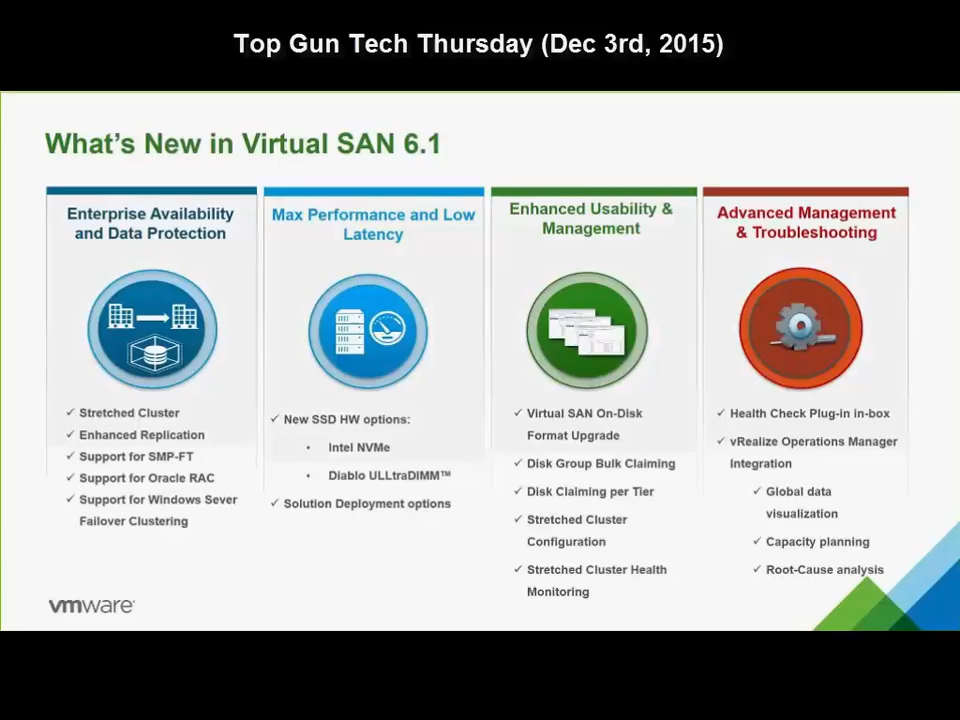 Top Gun Tech Thursday (Dec 3rd, 2015)
What's New in Virtual SAN 6.1
Enterprise Availability
and Data Protection
✓ Stretched Cluster
✓ Enhanced Replication
✓ Support for SMP-FT
✓ Support for Oracle RAC
✓ Support for Windows Sever
Failover Clustering
Max Performance and Low
Latency
✓ New SSD HW options:
• Intel NVMe
• Diablo ULLtraDIMM™
✓ Solution Deployment options
Enhanced Usability &
Management
✓ Virtual SAN On-Disk
Format Upgrade
✓ Disk Group Bulk Claiming
✓ Disk Claiming per Tier
✓ Stretched Cluster
Configuration
✓ Stretched Cluster Health
Monitoring
Advanced Management
& Troubleshooting
✓ Health Check Plug-in in-box
✓ vRealize Operations Manager
Integration
✓ Global data
visualization
✓ Capacity planning
✓ Root-Cause analysis
vmware